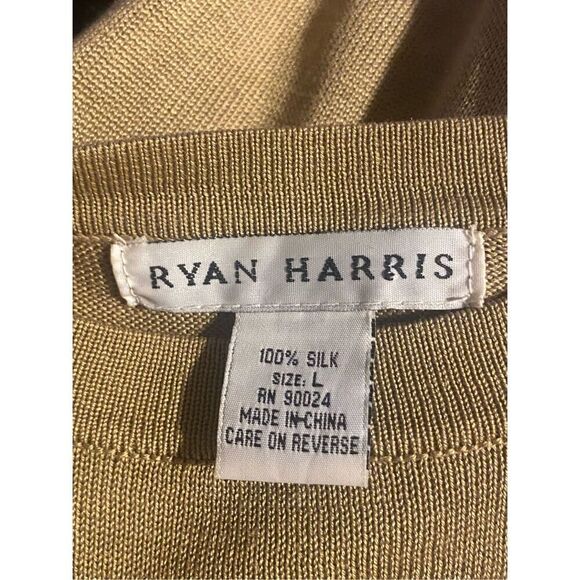 RYAN HARRIS
100% SILK
SIZE: L
RN 90024
MADE IN CHINA
CARE ON REVERSE